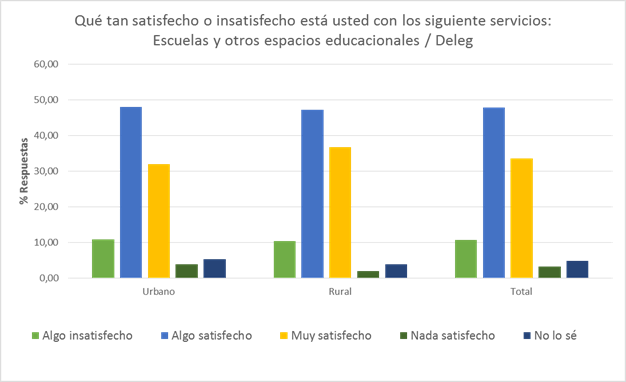 Qué tan satisfecho o insatisfecho está usted con los siguiente servicios:
Escuelas y otros espacios educacionales / Deleg
% Respuestas
60,00
50,00
40,00
30,00
20,00
10,00
0,00
Urbano Rural Total
Algo insatisfecho Algo satisfecho Muy satisfecho Nada satisfecho No lo sé